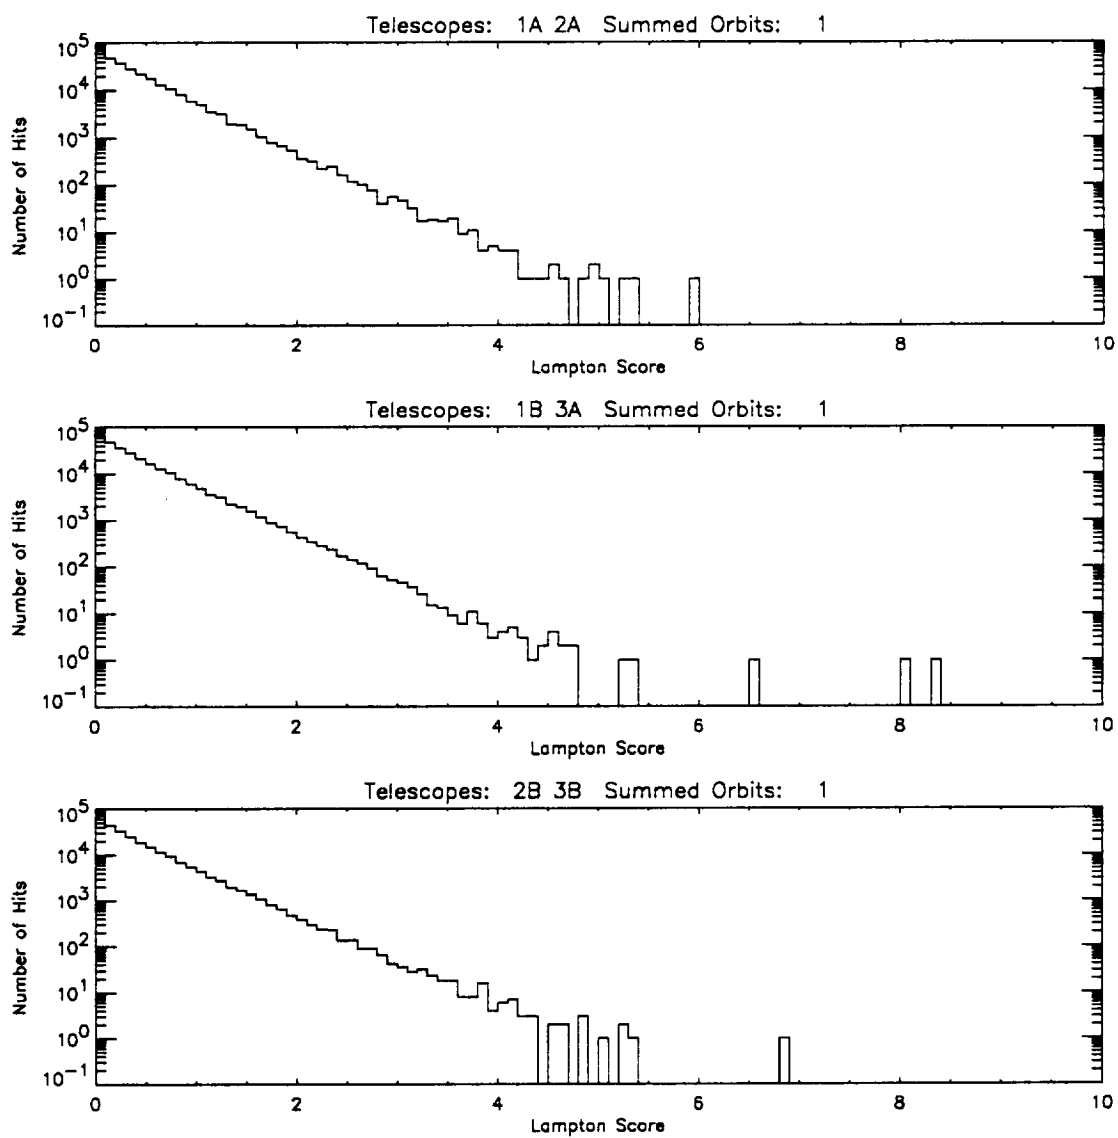 Telescopes: 1A 2A Summed Orbits: 1
Number of Hits
10^5
10^4
10^3
10^2
10^1
10^0
10^-1
0 2 4 6 8 10
Lampton Score
Telescopes: 1B 3A Summed Orbits: 1
Number of Hits
10^5
10^4
10^3
10^2
10^1
10^0
10^-1
0 2 4 6 8 10
Lampton Score
Telescopes: 2B 3B Summed Orbits: 1
Number of Hits
10^5
10^4
10^3
10^2
10^1
10^0
10^-1
0 2 4 6 8 10
Lampton Score